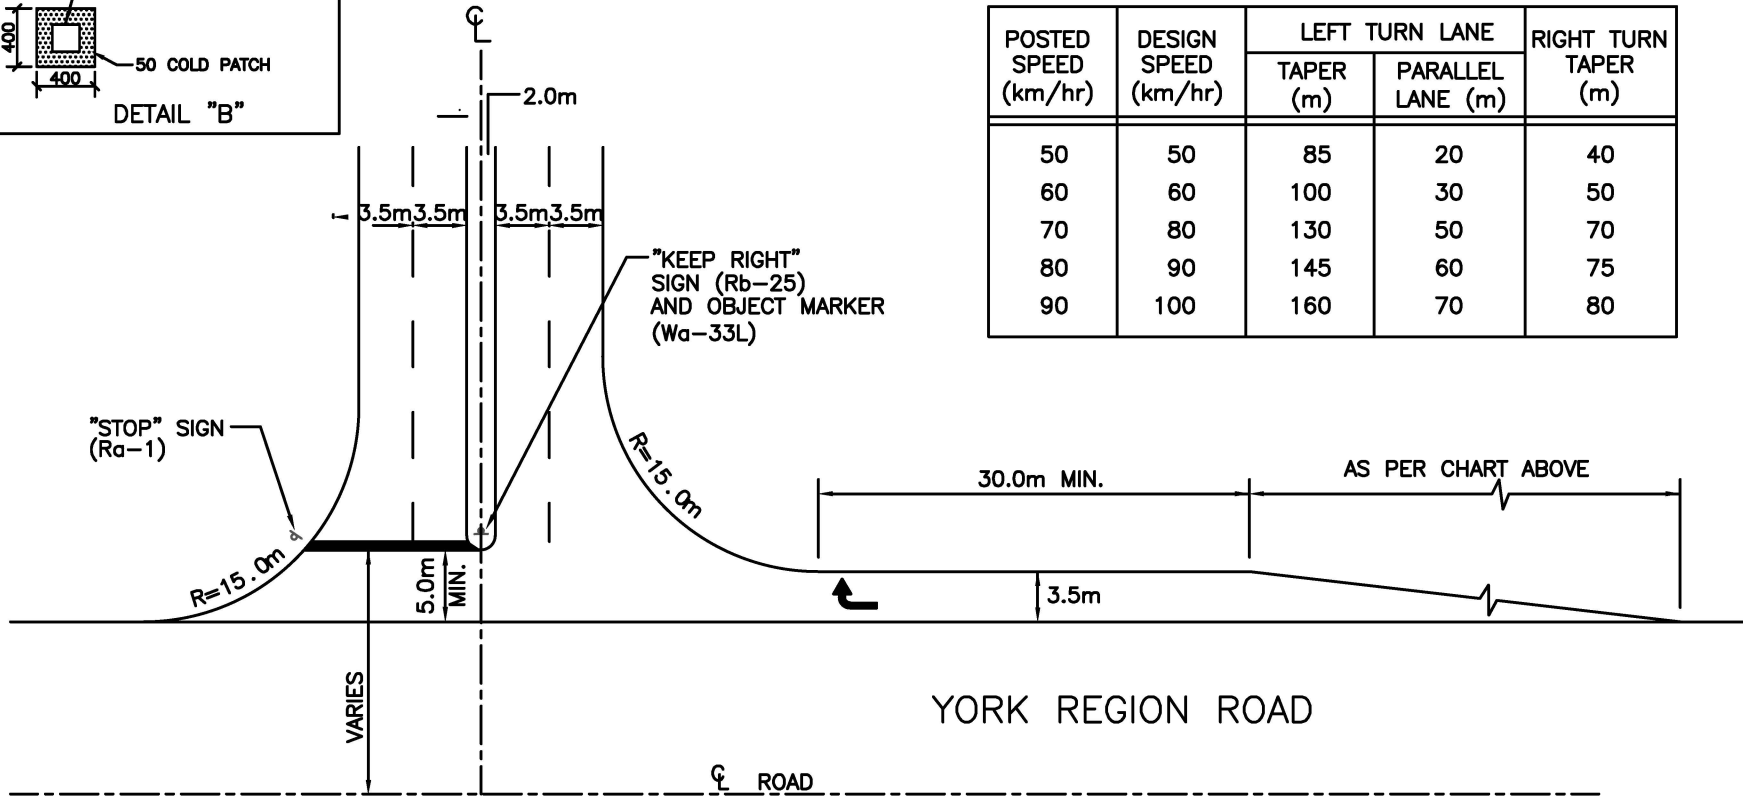 400
400
50 COLD PATCH
DETAIL "B"
℄
2.0m
3.5m 3.5m 3.5m 3.5m
"KEEP RIGHT"
SIGN (Rb-25)
AND OBJECT MARKER
(Wa-33L)
"STOP" SIGN
(Ra-1)
R=15.0m
R=15.0m
5.0m
MIN.
VARIES
30.0m MIN.
AS PER CHART ABOVE
3.5m
YORK REGION ROAD
℄ ROAD
POSTED SPEED (km/hr) DESIGN SPEED (km/hr) LEFT TURN LANE RIGHT TURN TAPER (m)
TAPER (m) PARALLEL LANE (m)
50 50 85 20 40
60 60 100 30 50
70 80 130 50 70
80 90 145 60 75
90 100 160 70 80